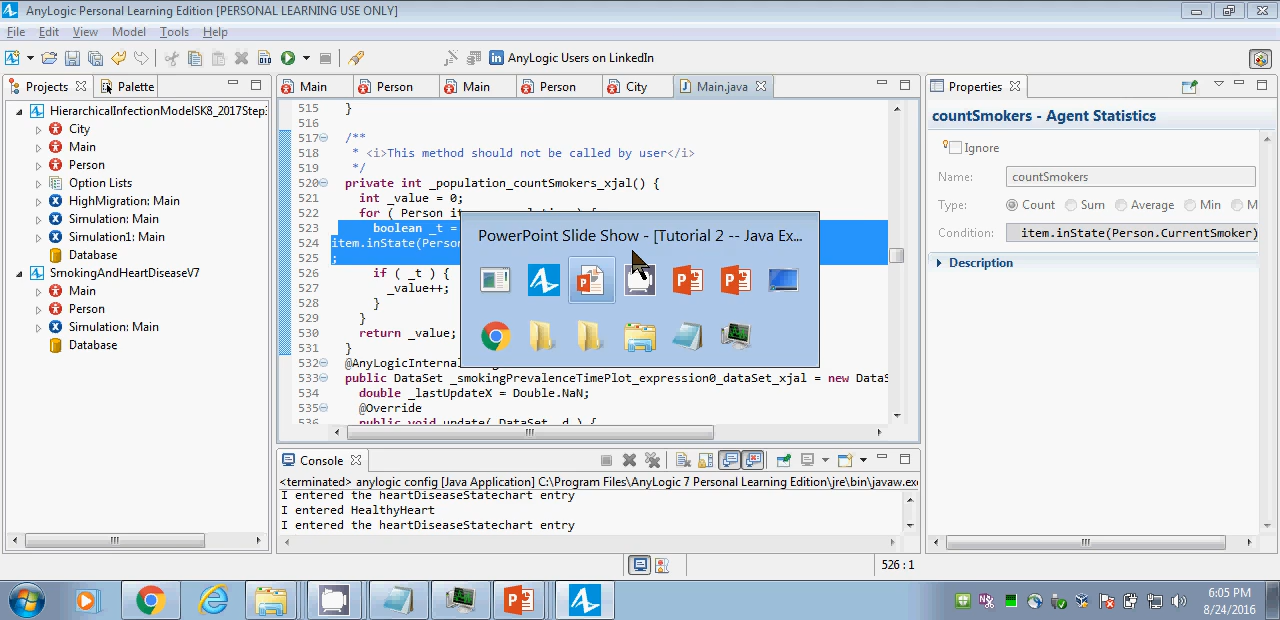 AnyLogic Personal Learning Edition [PERSONAL LEARNING USE ONLY]
File Edit View Model Tools Help
AnyLogic Users on LinkedIn
Projects Palette
HierarchicalInfectionModelSK8_2017Step
City
Main
Person
Option Lists
HighMigration: Main
Simulation: Main
Simulation1: Main
Database
SmokingAndHeartDiseaseV7
Main
Person
Simulation: Main
Database
Main Person Main Person City Main.java
515 }
516
517 /**
518 * <i>This method should not be called by user</i>
519 */
520 private int _population_countSmokers_xjal() {
521 int _value = 0;
522 for ( Person
523 boolean _t =
524 item.inState(Person
525 ;
526 if ( _t ) {
527 _value++;
528 }
529 }
530 return _value;
531 }
532 @AnyLogicInternal
533 public DataSet _smokingPrevalenceTimePlot_expression0_dataSet_xjal = new DataS
534 double _lastUpdateX = Double.NaN;
535 @Override
536 public void update( DataSet _d ) {
PowerPoint Slide Show - [Tutorial 2 -- Java Ex...
Console
<terminated> anylogic config [Java Application] C:\Program Files\AnyLogic 7 Personal Learning Edition\jre\bin\javaw.exe
I entered the heartDiseaseStatechart entry
I entered HealthyHeart
I entered the heartDiseaseStatechart entry
Properties
countSmokers - Agent Statistics
Ignore
Name: countSmokers
Type: Count Sum Average Min M
Condition: item.inState(Person.CurrentSmoker)
Description
526 : 1
6:05 PM
8/24/2016